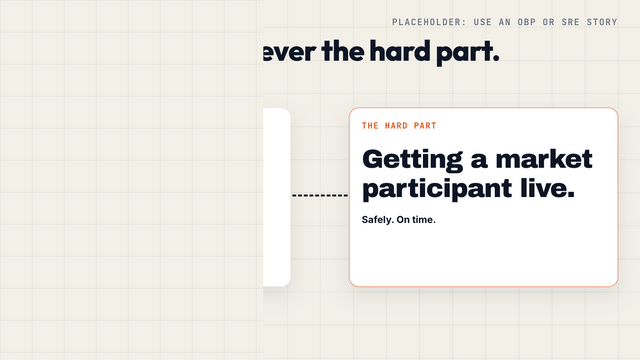 PLACEHOLDER: USE AN OBP OR SRE STORY
ever the hard part.
THE HARD PART
Getting a market
participant live.
Safely. On time.